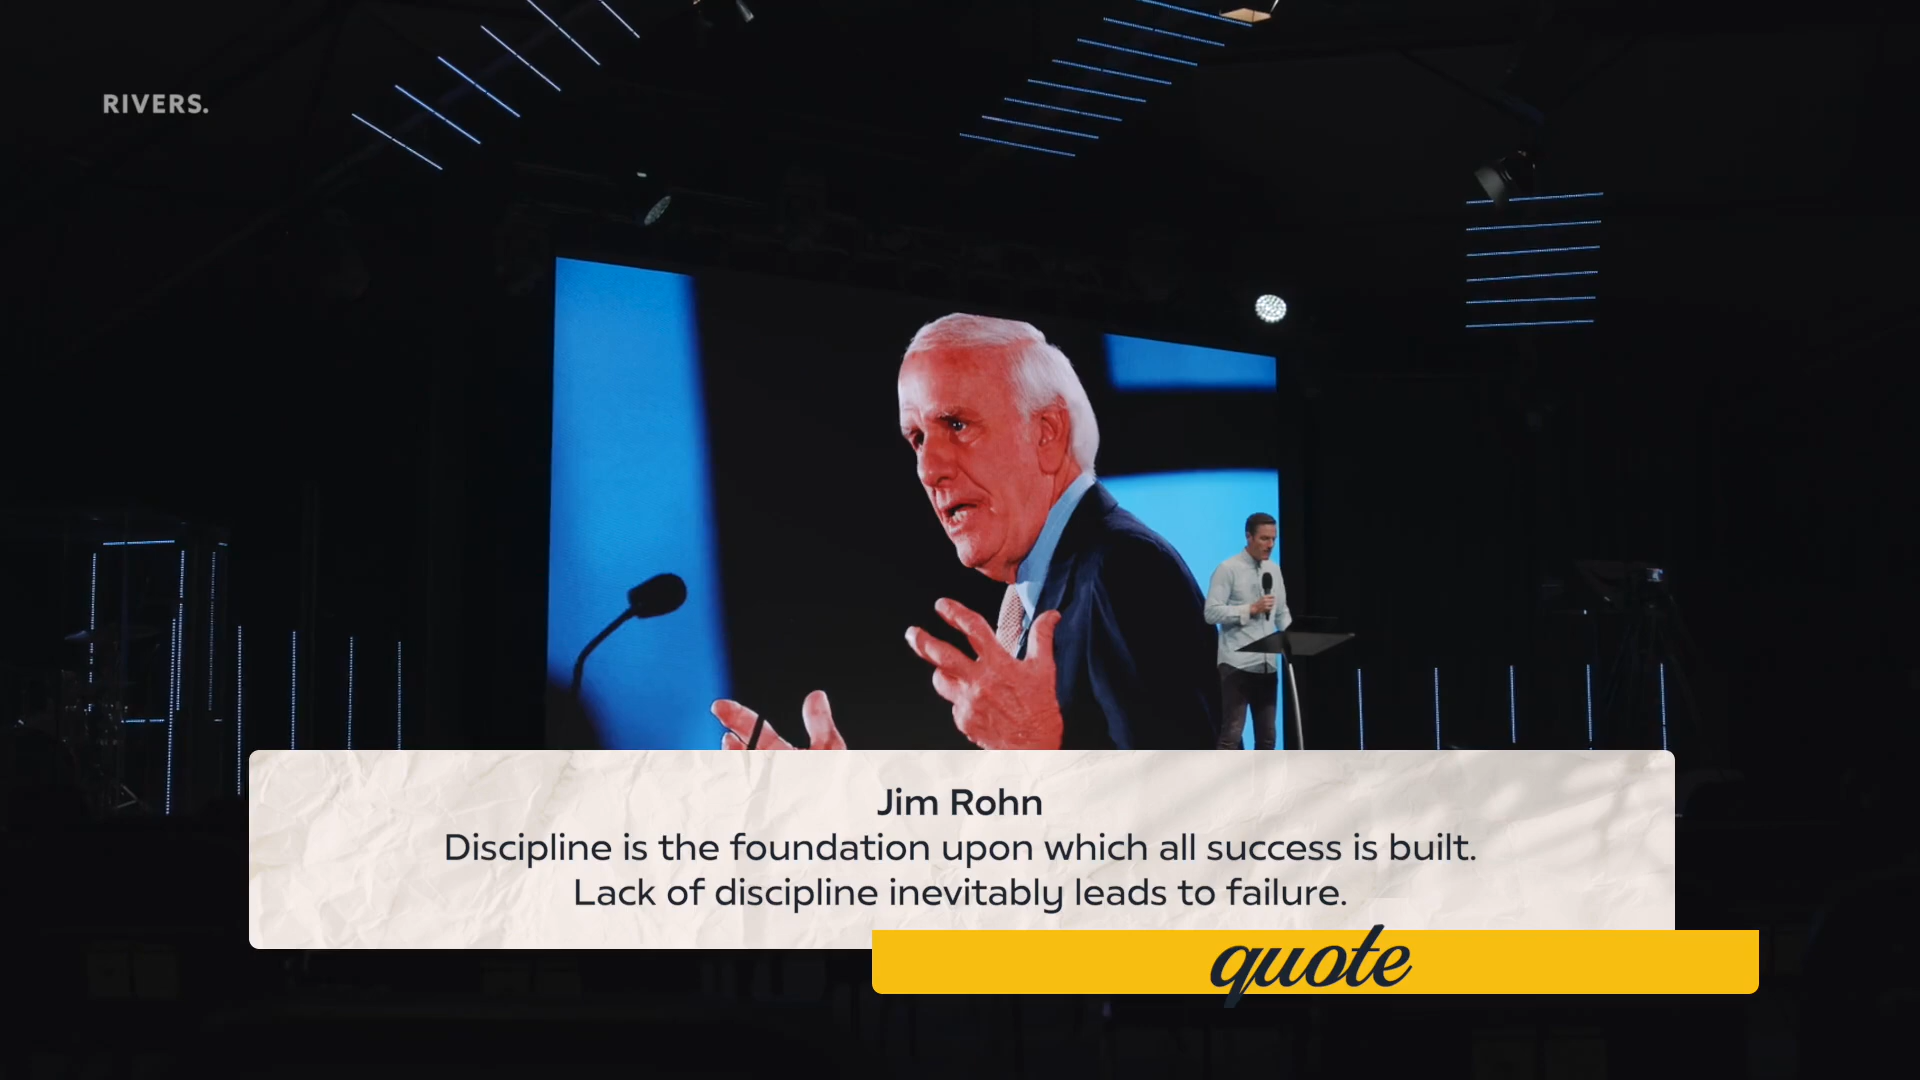 RIVERS.
Jim Rohn
Discipline is the foundation upon which all success is built.
Lack of discipline inevitably leads to failure.
quote